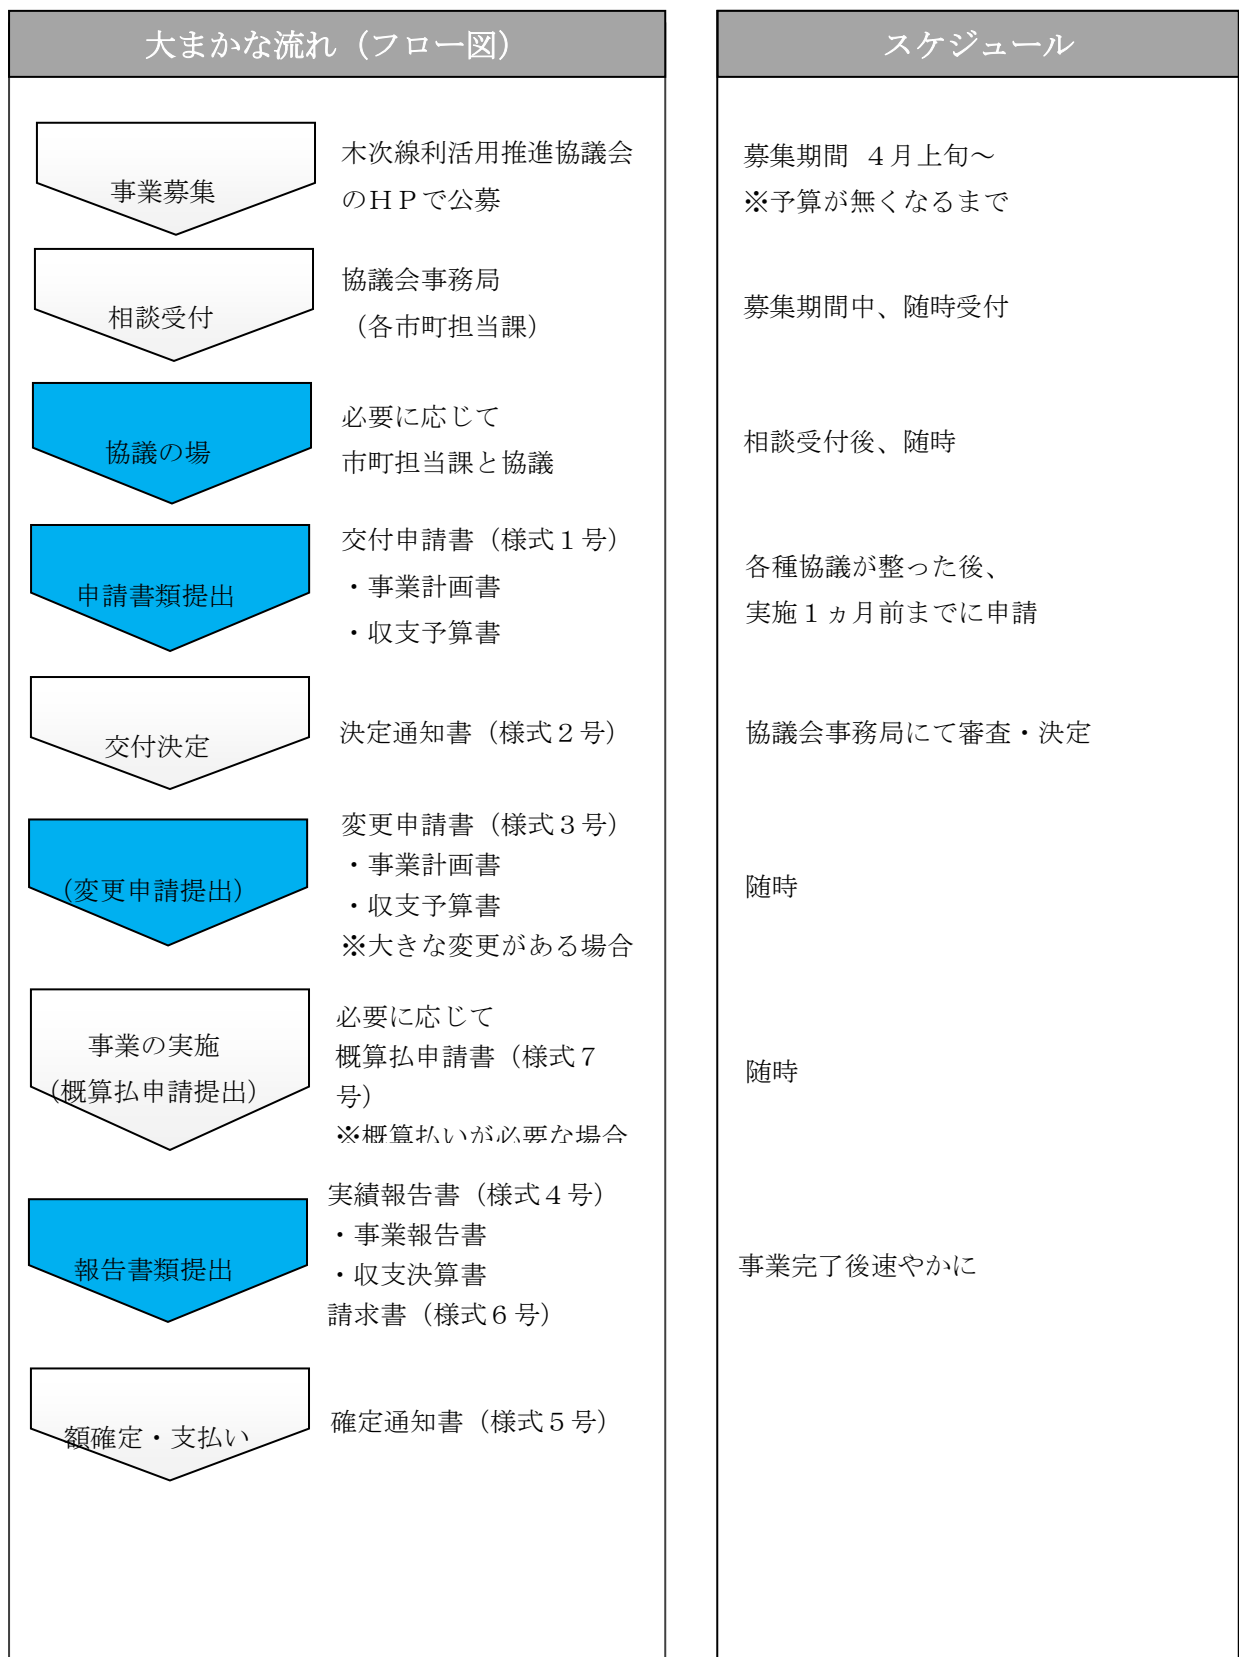 大まかな流れ（フロー図）
スケジュール
事業募集
木次線利活用推進協議会
のＨＰで公募
募集期間　４月上旬～
※予算が無くなるまで
相談受付
協議会事務局
（各市町担当課）
募集期間中、随時受付
協議の場
必要に応じて
市町担当課と協議
相談受付後、随時
申請書類提出
交付申請書（様式１号）
・事業計画書
・収支予算書
各種協議が整った後、
実施１ヵ月前までに申請
交付決定
決定通知書（様式２号）
協議会事務局にて審査・決定
(変更申請提出)
変更申請書（様式３号）
・事業計画書
・収支予算書
※大きな変更がある場合
随時
事業の実施
(概算払申請提出)
必要に応じて
概算払申請書（様式７
号）
※概算払いが必要な場合
随時
報告書類提出
実績報告書（様式４号）
・事業報告書
・収支決算書
請求書（様式６号）
事業完了後速やかに
額確定・支払い
確定通知書（様式５号）